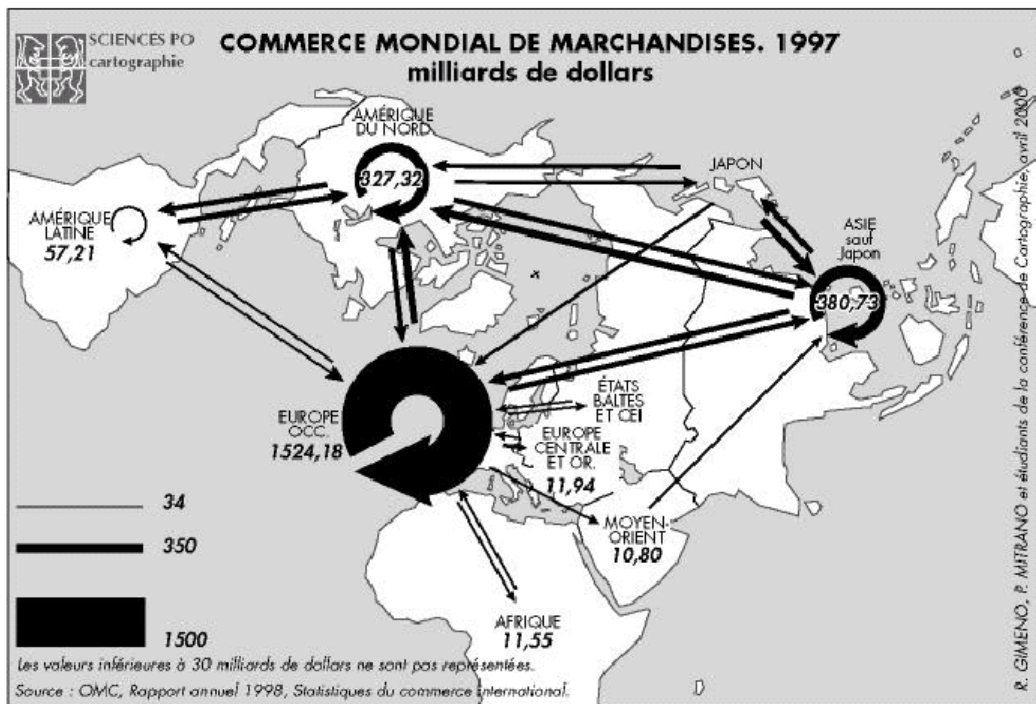 SCIENCES PO
cartographie
COMMERCE MONDIAL DE MARCHANDISES. 1997
milliards de dollars
AMÉRIQUE
DU NORD
327,32
JAPON
AMÉRIQUE
LATINE
57,21
ASIE
sauf
Japon
380,73
EUROPE
OCC.
1524,18
ÉTATS
BALTES
ET CEI
EUROPE
CENTRALE
ET OR.
11,94
MOYEN-
ORIENT
10,80
AFRIQUE
11,55
34
350
1500
Les valeurs inférieures à 30 milliards de dollars ne sont pas représentées.
Source : OMC, Rapport annuel 1998, Statistiques du commerce international.
R. GIMENO, P. MITRANO et étudiants de la conférence de Cartographie, avril 2000